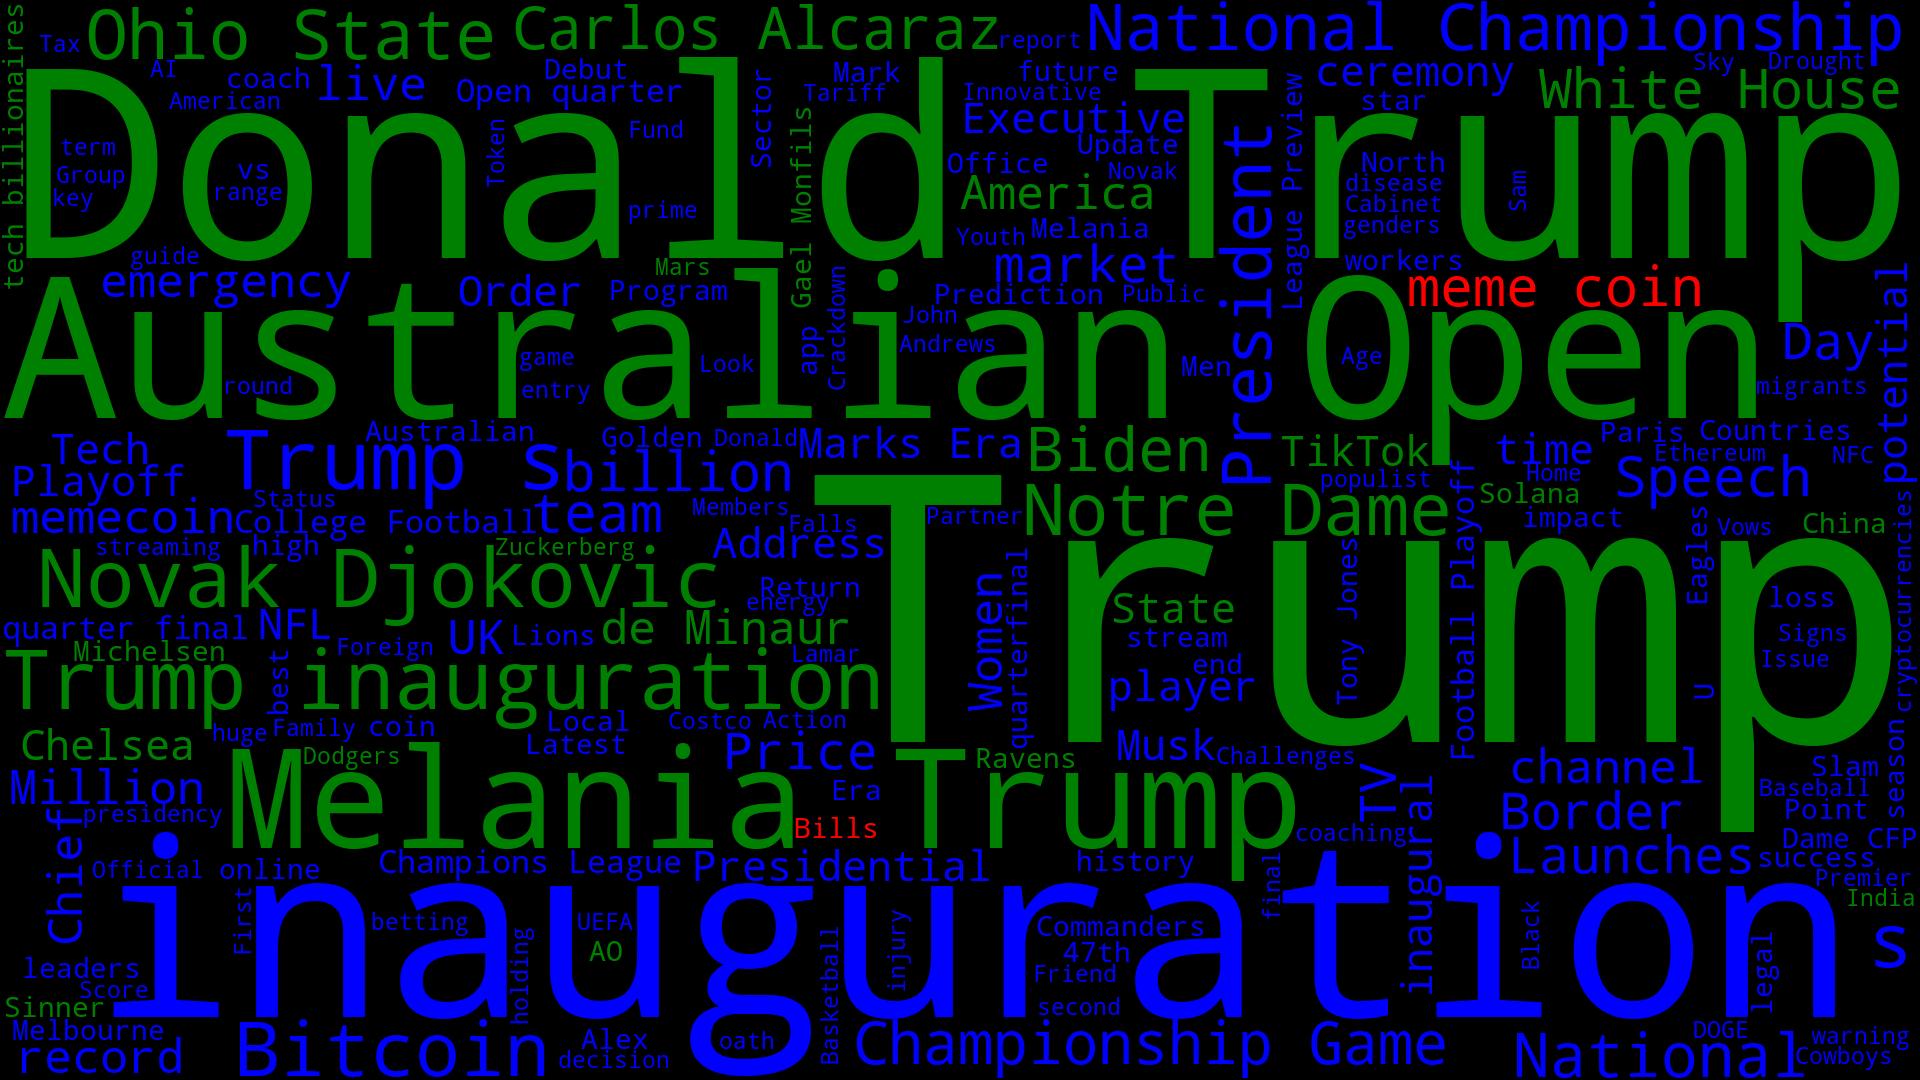 tech billionaires
Tax
Ohio State
Carlos Alcaraz
report
National Championship
AI
coach
live
American
Debut
Open quarter
Sector
Mark
Tariff
future
Innovative
ceremony
star
Sky
Drought
White House
Donald Trump
term
Group
key
vs
range
Token
Fund
prime
Gael Monfils
Executive
Update
Office
Novak
America
Youth
Melania
President
League Preview
North
disease
Cabinet
genders
Sam
workers
guide
emergency
Order
Mars
Program
market
Prediction
Public
meme coin
potential
Australian Open
round
game
entry
Look
app
Crackdown
John
Andrews
Men
Age
Day
migrants
Tech
Playoff
Trump s
Australian
billion
Golden
Donald
Marks Era
Biden
TikTok
time
Paris
Countries
Ethereum
NFC
Status
memecoin
College Football
team
Members
Falls
Partner
Notre Dame
populist
Home
Solana
Speech
impact
Football Playoff
Eagles
Vows
China
cryptocurrencies
streaming
high
Zuckerberg
Address
Trump
Novak Djokovic
Return
energy
State
stream
end
player
Tony Jones
loss
Signs
Issue
U
quarter final
NFL
UK
Lions
de Minaur
Women
quarterfinal
Michelsen
Foreign
Lamar
Trump inauguration
best
huge
Family
coin
Local
Latest
Costco
Action
Chelsea
Dodgers
Price
Ravens
Musk
Challenges
channel
Slam
season
Million
Melania Trump
Era
TV
Border
Baseball
Point
presidency
Bills
coaching
inaugural
Dame CFP
Chief
Official
online
Champions League
Presidential
history
Launches
success
Premier
India
inauguration
First
betting
holding
UEFA
AO
Basketball
injury
Commanders
47th
Friend
second
final
Black
legal
s
leaders
Score
Sinner
Melbourne
record
Bitcoin
Alex
decision
oath
Championship Game
National
DOGE
warning
Cowboys